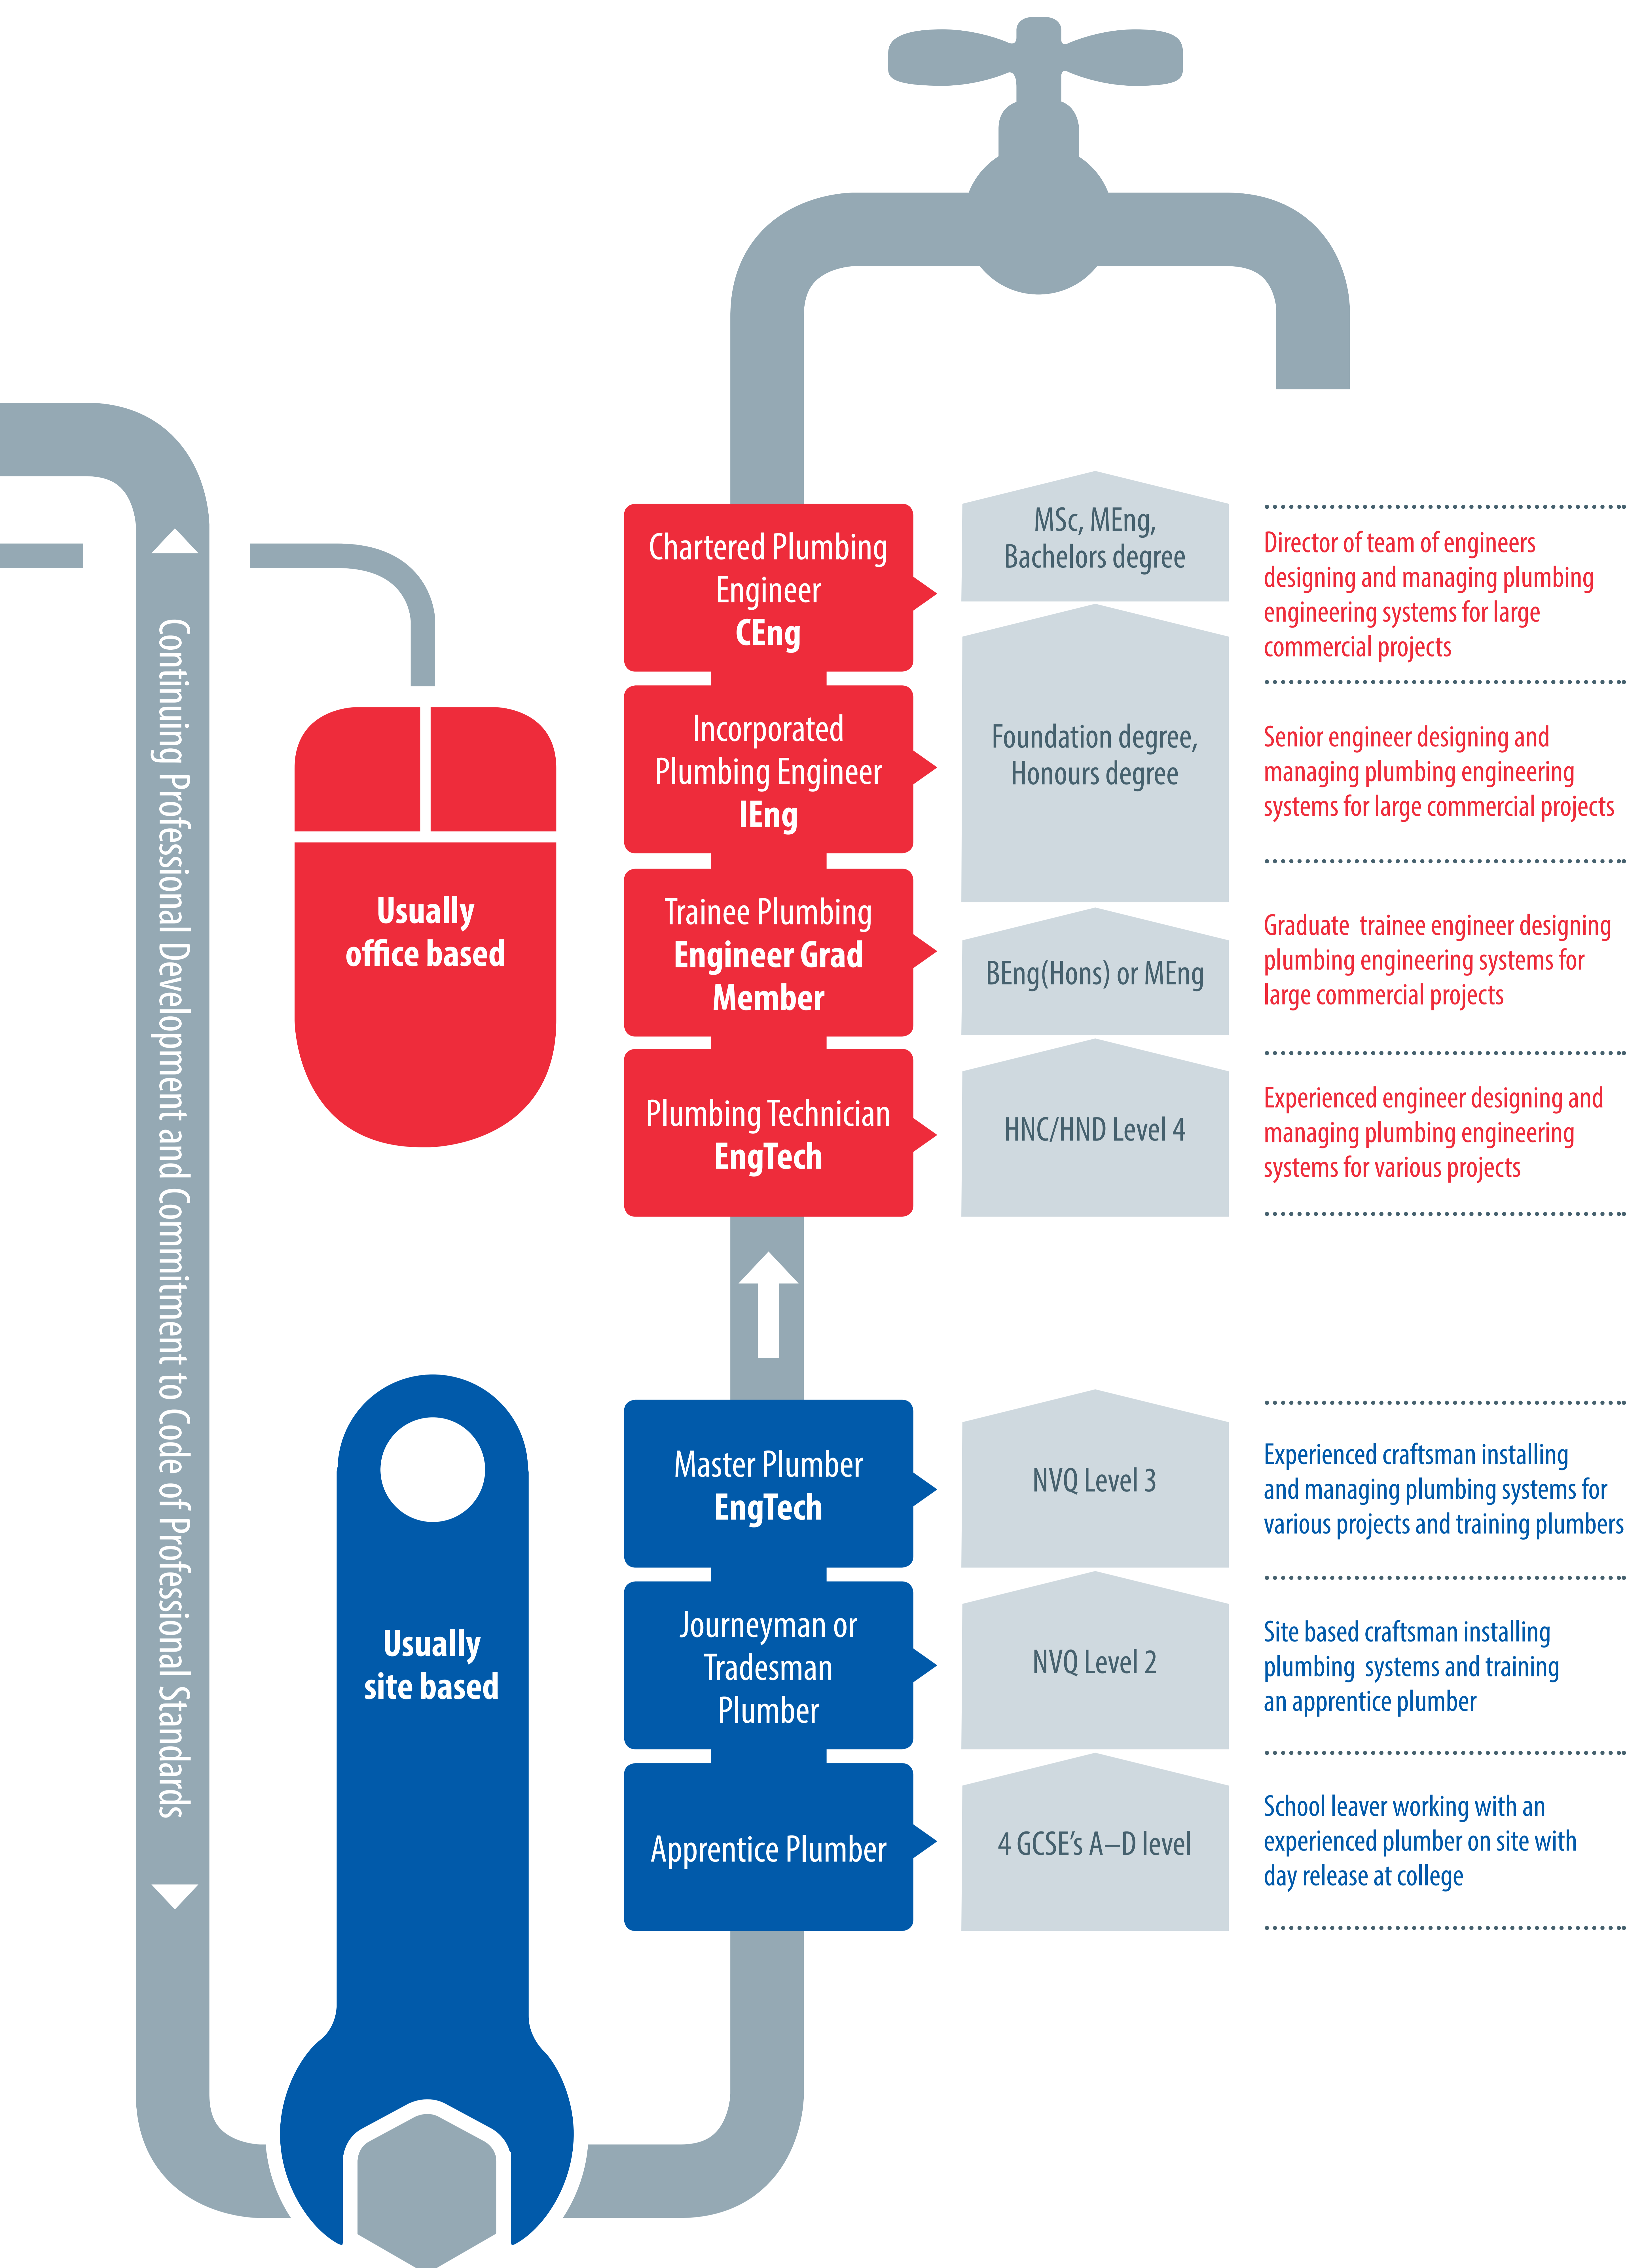 Continuing Professional Development and Commitment to Code of Professional Standards
Usually
office based
Chartered Plumbing
Engineer
CEng
MSc, MEng,
Bachelors degree
Director of team of engineers
designing and managing plumbing
engineering systems for large
commercial projects
Incorporated
Plumbing Engineer
IEng
Foundation degree,
Honours degree
Senior engineer designing and
managing plumbing engineering
systems for large commercial projects
Trainee Plumbing
Engineer Grad
Member
BEng(Hons) or MEng
Graduate  trainee engineer designing
plumbing engineering systems for
large commercial projects
Plumbing Technician
EngTech
HNC/HND Level 4
Experienced engineer designing and
managing plumbing engineering
systems for various projects
Usually
site based
Master Plumber
EngTech
NVQ Level 3
Experienced craftsman installing
and managing plumbing systems for
various projects and training plumbers
Journeyman or
Tradesman
Plumber
NVQ Level 2
Site based craftsman installing
plumbing  systems and training
an apprentice plumber
Apprentice Plumber
4 GCSE’s A–D level
School leaver working with an
experienced plumber on site with
day release at college